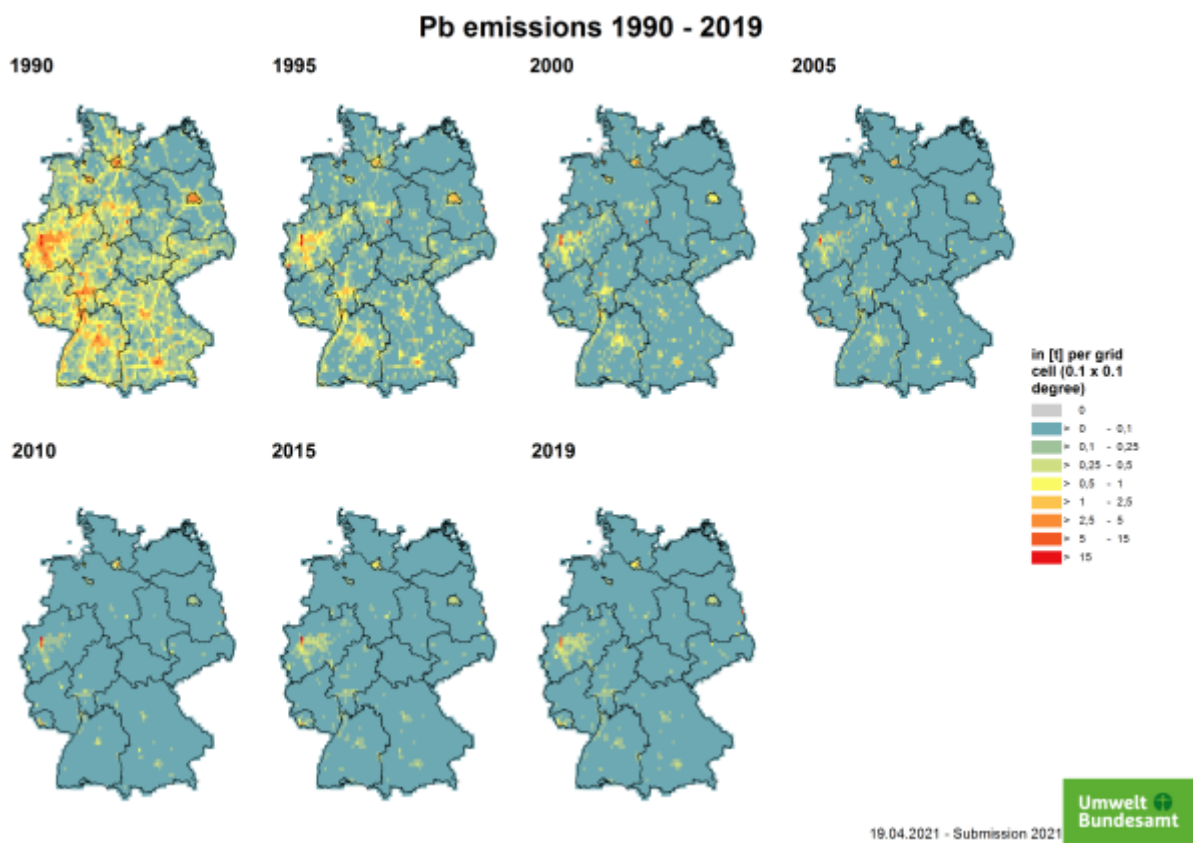 Pb emissions 1990 - 2019
1990
1995
2000
2005
in [t] per grid
cell (0.1 x 0.1
degree)
0
> 0 - 0,1
> 0,1 - 0,25
> 0,25 - 0,5
> 0,5 - 1
> 1 - 2,5
> 2,5 - 5
> 5 - 15
> 15
2010
2015
2019
Umwelt
Bundesamt
19.04.2021 - Submission 2021